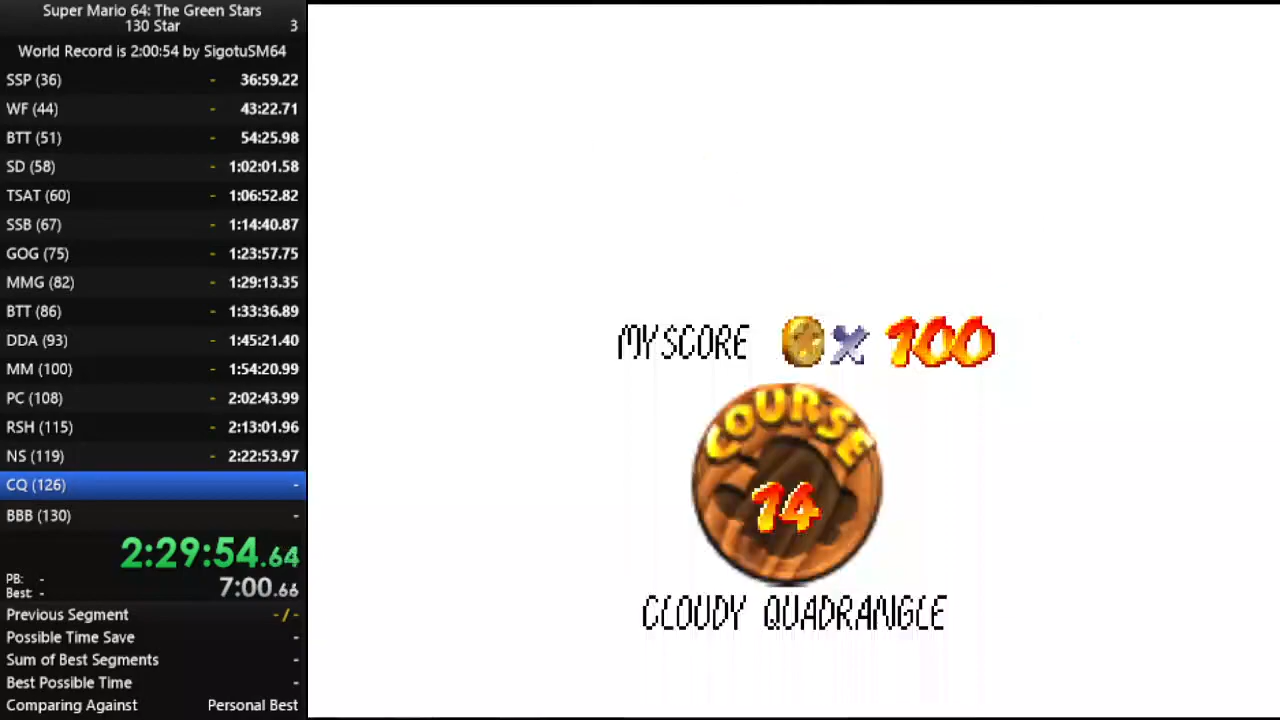 Super Mario 64: The Green Stars
130 Star 3
World Record is 2:00:54 by SigotuSM64
SSP (36) - 36:59.22
WF (44) - 43:22.71
BTT (51) - 54:25.98
SD (58) - 1:02:01.58
TSAT (60) - 1:06:52.82
SSB (67) - 1:14:40.87
GOG (75) - 1:23:57.75
MMG (82) - 1:29:13.35
BTT (86) - 1:33:36.89
DDA (93) - 1:45:21.40
MM (100) - 1:54:20.99
PC (108) - 2:02:43.99
RSH (115) - 2:13:01.96
NS (119) - 2:22:53.97
CQ (126) -
BBB (130) -
2:29:54.64
PB: -
Best: - 7:00.66
Previous Segment - / -
Possible Time Save -
Sum of Best Segments -
Best Possible Time -
Comparing Against Personal Best
MY SCORE × 100
COURSE
14
CLOUDY QUADRANGLE